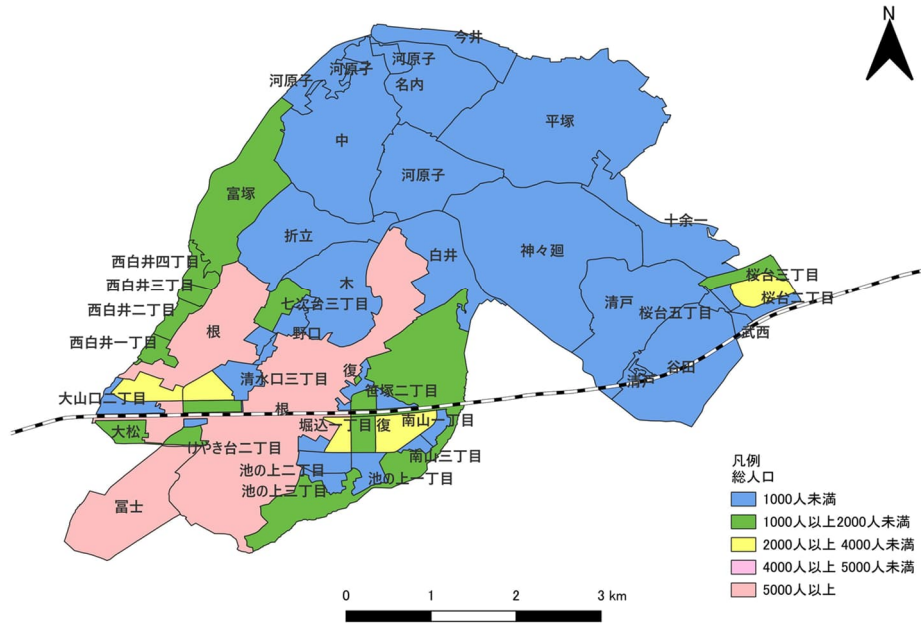 N
今井
河原子
河原子
河原子
名内
平塚
中
河原子
富塚
十余一
折立
白井
神々廻
西白井四丁目
桜台三丁目
西白井三丁目
木
七次台三丁目
清戸
桜台二丁目
西白井二丁目
桜台五丁目
根
野口
武西
西白井一丁目
谷田
復
清水口三丁目
清戸
笹塚二丁目
大山口二丁目
根
南山一丁目
大松
堀込一丁目
復
けやき台二丁目
南山三丁目
池の上二丁目
池の上一丁目
池の上三丁目
冨士
凡例
総人口
1000人未満
1000人以上2000人未満
2000人以上 4000人未満
4000人以上 5000人未満
5000人以上
0 1 2 3 km